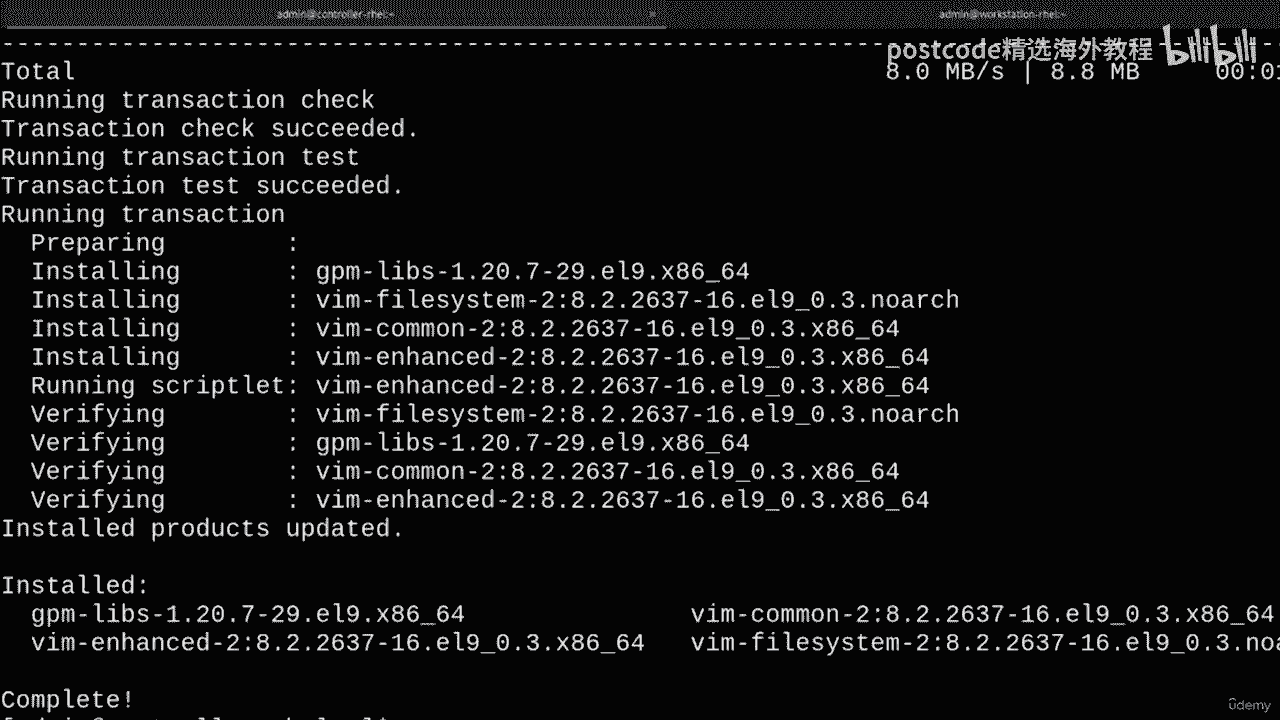 admin@controller-rhel:~ × admin@workstation-rhel:~
postcode精选海外教程 bilibili
Total 8.0 MB/s | 8.8 MB
Running transaction check
Transaction check succeeded.
Running transaction test
Transaction test succeeded.
Running transaction
Preparing :
Installing : gpm-libs-1.20.7-29.el9.x86_64
Installing : vim-filesystem-2:8.2.2637-16.el9_0.3.noarch
Installing : vim-common-2:8.2.2637-16.el9_0.3.x86_64
Installing : vim-enhanced-2:8.2.2637-16.el9_0.3.x86_64
Running scriptlet: vim-enhanced-2:8.2.2637-16.el9_0.3.x86_64
Verifying : vim-filesystem-2:8.2.2637-16.el9_0.3.noarch
Verifying : gpm-libs-1.20.7-29.el9.x86_64
Verifying : vim-common-2:8.2.2637-16.el9_0.3.x86_64
Verifying : vim-enhanced-2:8.2.2637-16.el9_0.3.x86_64
Installed products updated.
Installed:
gpm-libs-1.20.7-29.el9.x86_64 vim-common-2:8.2.2637-16.el9_0.3.x86_64
vim-enhanced-2:8.2.2637-16.el9_0.3.x86_64 vim-filesystem-2:8.2.2637-16.el9_0.3.no
Complete!
ûdemy